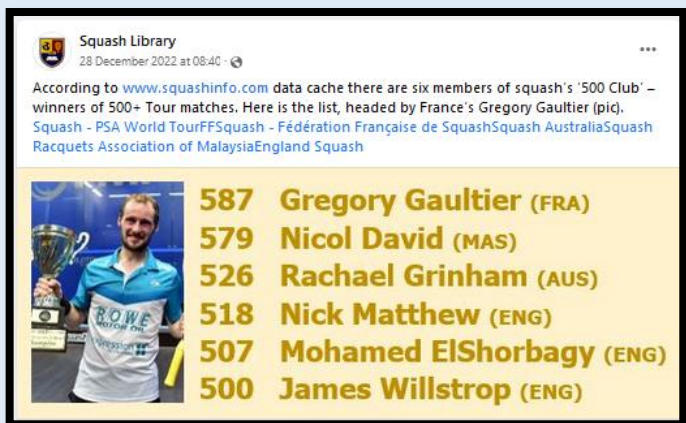 Squash Library
28 December 2022 at 08:40 ·
According to www.squashinfo.com data cache there are six members of squash's '500 Club' –
winners of 500+ Tour matches. Here is the list, headed by France's Gregory Gaultier (pic).
Squash - PSA World TourFFSquash - Fédération Française de SquashSquash AustraliaSquash
Racquets Association of MalaysiaEngland Squash
587 Gregory Gaultier (FRA)
579 Nicol David (MAS)
526 Rachael Grinham (AUS)
518 Nick Matthew (ENG)
507 Mohamed ElShorbagy (ENG)
500 James Willstrop (ENG)
ROWE
MOTOR OIL